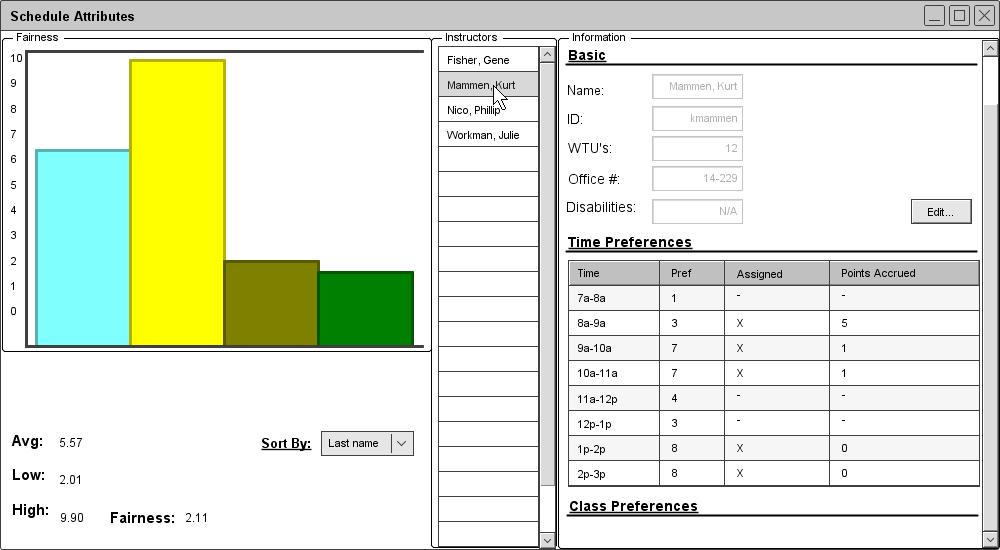 Schedule Attributes
Fairness
10
9
8
7
6
5
4
3
2
1
0
Avg: 5.57
Low: 2.01
High: 9.90
Fairness: 2.11
Sort By: Last name
Instructors
Fisher, Gene
Mammen, Kurt
Nico, Phillip
Workman, Julie
Information
Basic
Name: Mammen, Kurt
ID: kmammen
WTU's: 12
Office #: 14-229
Disabilities: N/A
Edit...
Time Preferences
Time Pref Assigned Points Accrued
7a-8a 1 - -
8a-9a 3 X 5
9a-10a 7 X 1
10a-11a 7 X 1
11a-12p 4 - -
12p-1p 3 - -
1p-2p 8 X 0
2p-3p 8 X 0
Class Preferences